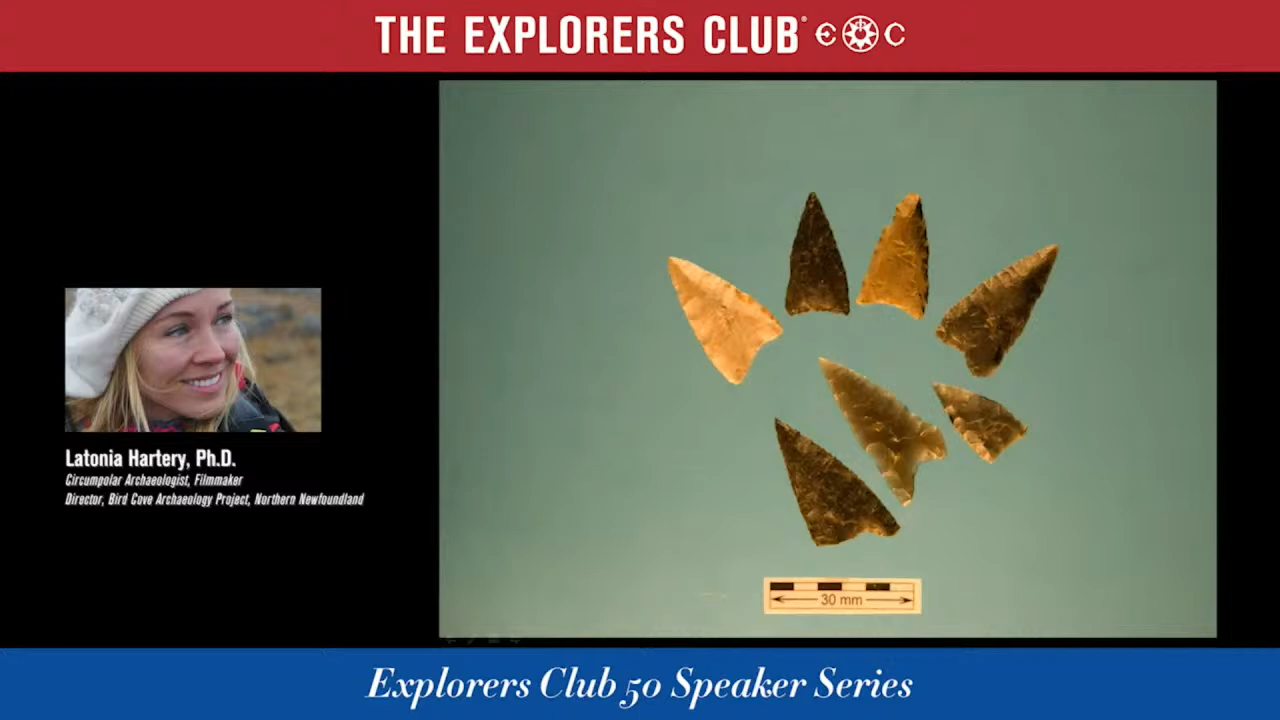 THE EXPLORERS CLUB®
Latonia Hartery, Ph.D.
Circumpolar Archaeologist, Filmmaker
Director, Bird Cove Archaeology Project, Northern Newfoundland
30 mm
Explorers Club 50 Speaker Series